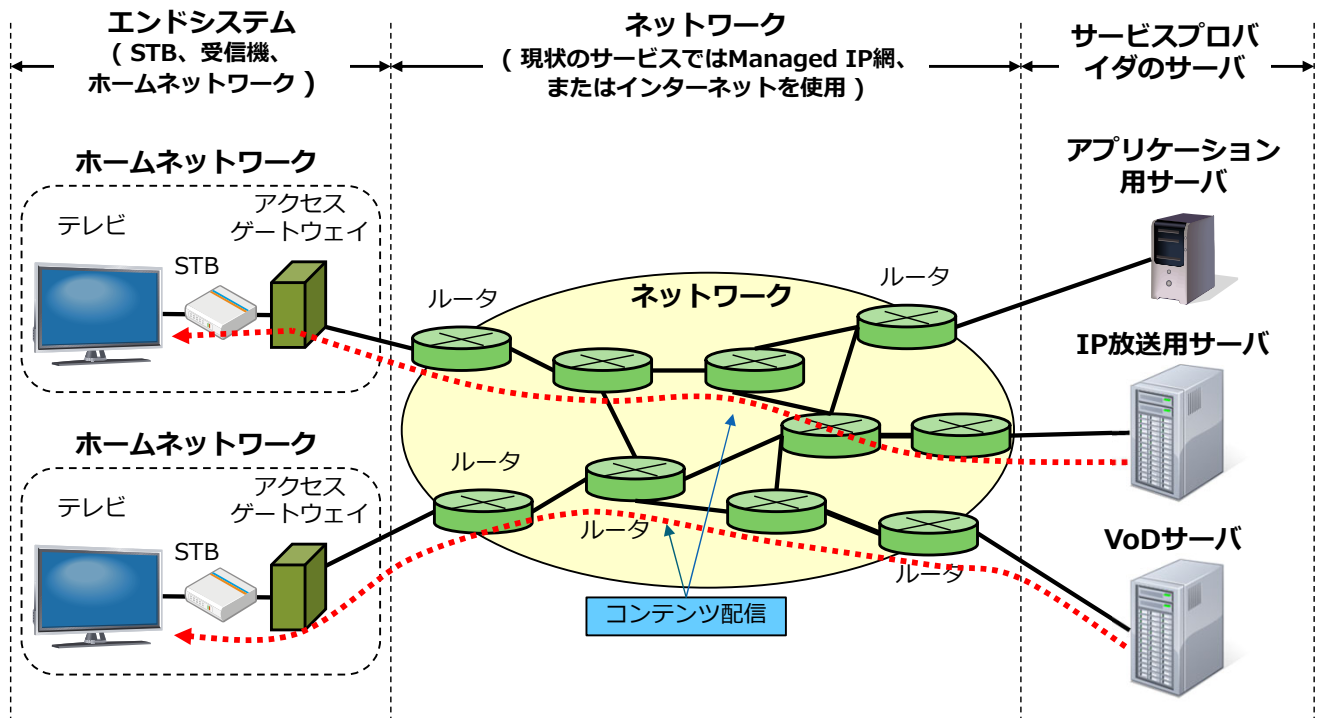 エンドシステム
( STB、受信機、
ホームネットワーク )
ネットワーク
( 現状のサービスではManaged IP網、
またはインターネットを使用 )
サービスプロバ
イダのサーバ
ホームネットワーク
テレビ
STB
アクセス
ゲートウェイ
ホームネットワーク
テレビ
STB
アクセス
ゲートウェイ
ルータ
ネットワーク
ルータ
ルータ
ルータ
ルータ
コンテンツ配信
アプリケーション
用サーバ
IP放送用サーバ
VoDサーバ